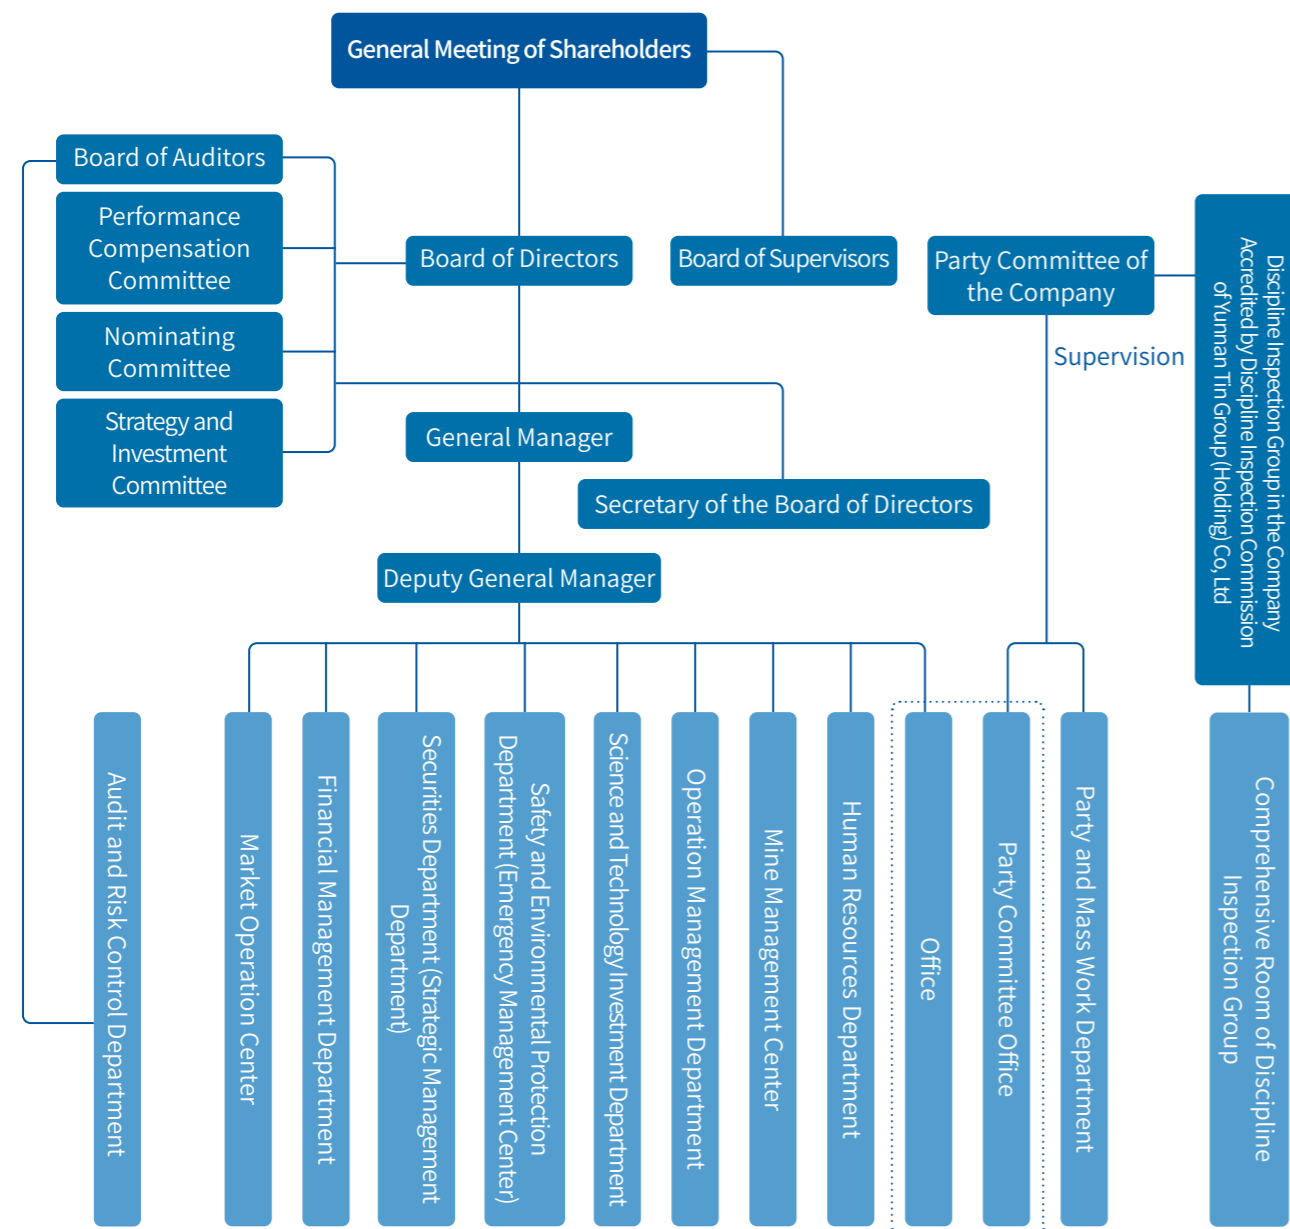 General Meeting of Shareholders
Board of Auditors
Performance
Compensation
Committee
Nominating
Committee
Strategy and
Investment
Committee
Board of Directors
Board of Supervisors
Party Committee of
the Company
Supervision
Discipline Inspection Group in the Company
Accredited by Discipline Inspection Commission
of Yunnan Tin Group (Holding) Co, Ltd
General Manager
Secretary of the Board of Directors
Deputy General Manager
Audit and Risk Control Department
Market Operation Center
Financial Management Department
Securities Department (Strategic Management
Department)
Safety and Environmental Protection
Department (Emergency Management Center)
Science and Technology Investment Department
Operation Management Department
Mine Management Center
Human Resources Department
Office
Party Committee Office
Party and Mass Work Department
Comprehensive Room of Discipline
Inspection Group